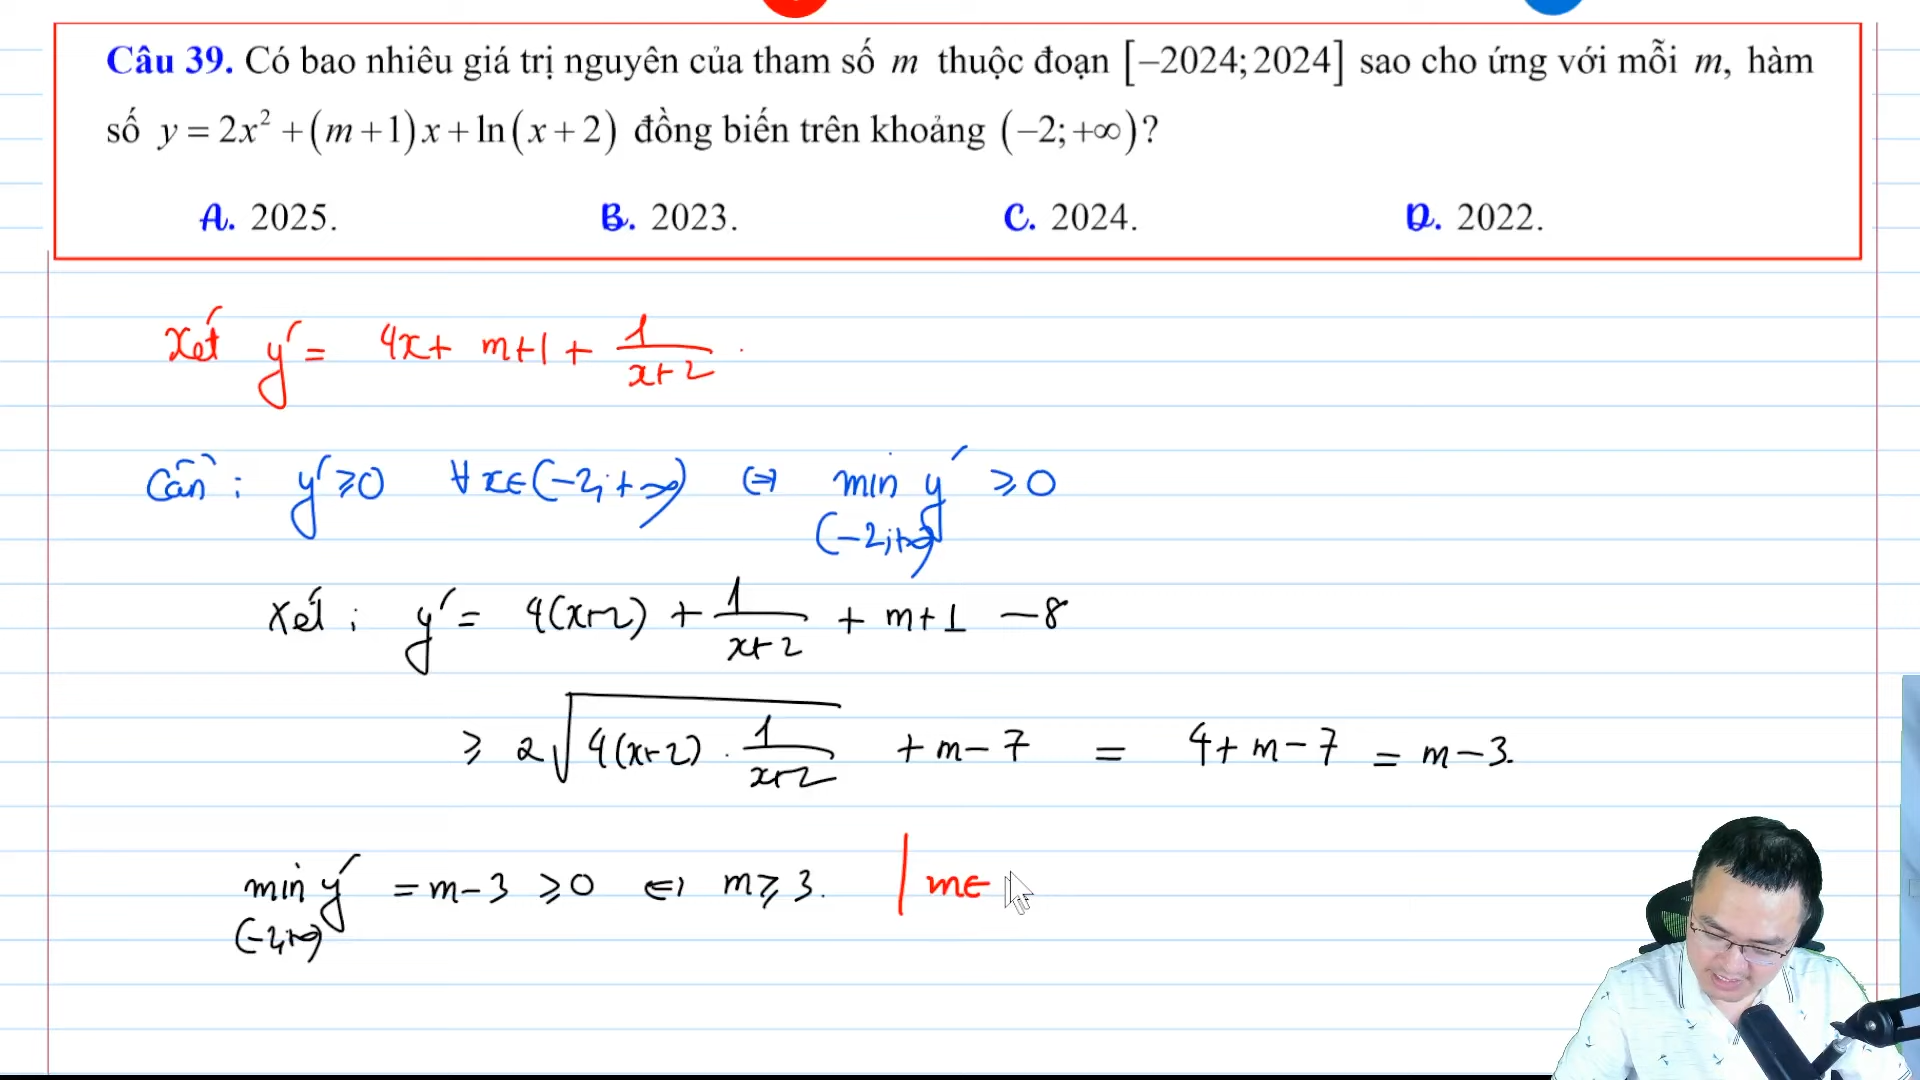 Câu 39. Có bao nhiêu giá trị nguyên của tham số m thuộc đoạn [−2024; 2024] sao cho ứng với mỗi m, hàm
số y = 2x² + (m + 1)x + ln(x + 2) đồng biến trên khoảng (−2; +∞)?
A. 2025. B. 2023. C. 2024. D. 2022.
Xét y' = 4x + m+1 + 1/(x+2).
Cần : y' ≥ 0 ∀x∈(−2;+∞) ⇔ min y' ≥ 0
(−2;+∞)
Xét : y' = 4(x+2) + 1/(x+2) + m+1 −8
≥ 2√(4(x+2) · 1/(x+2)) + m−7 = 4+m−7 = m−3.
min y' = m−3 ≥ 0 ⇔ m ≥ 3. | m∈
(−2;+∞)